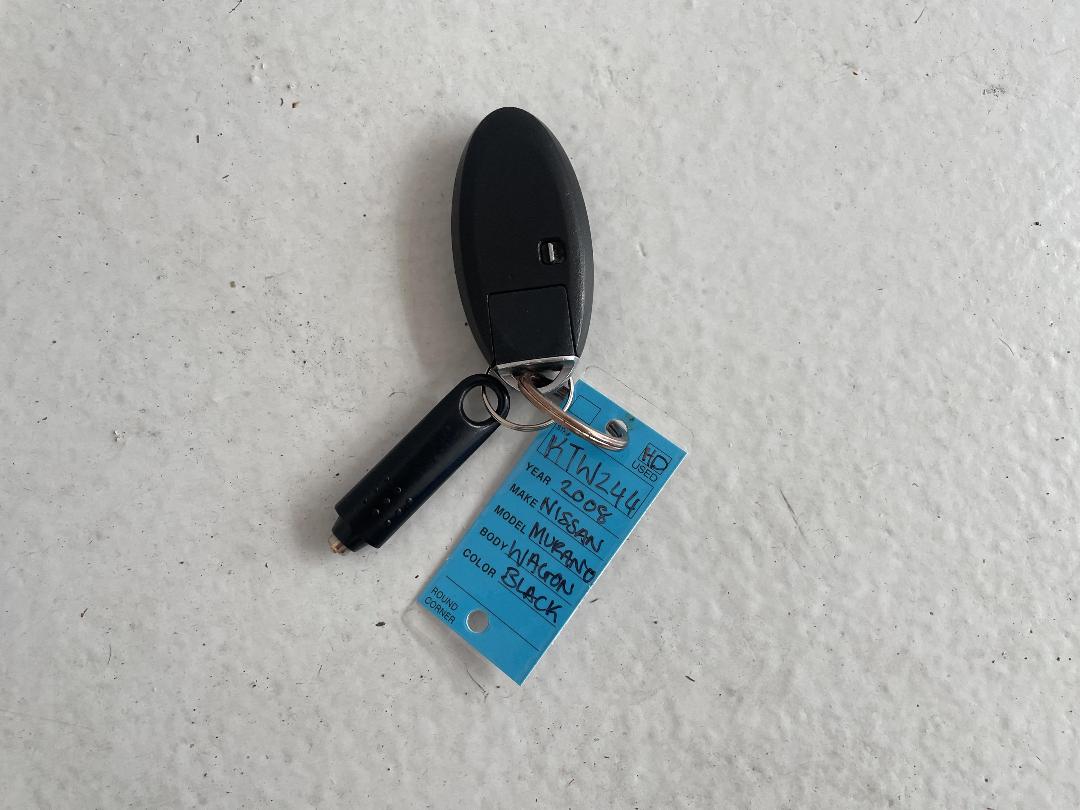 HD
USED
KTW244
YEAR 2008
MAKE NISSAN
MODEL MURANO
BODY WAGON
COLOR BLACK
ROUND
CORNER